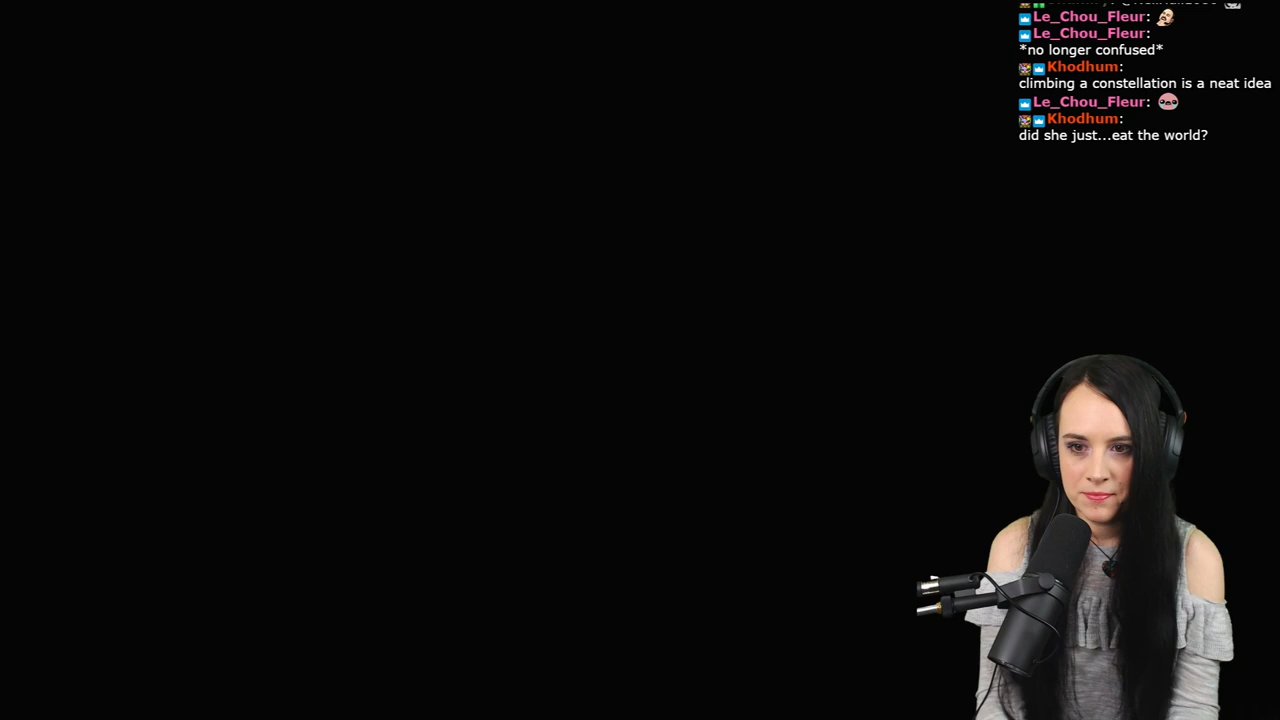 Le_Chou_Fleur:
Le_Chou_Fleur:
*no longer confused*
Khodhum:
climbing a constellation is a neat idea
Le_Chou_Fleur:
Khodhum:
did she just...eat the world?